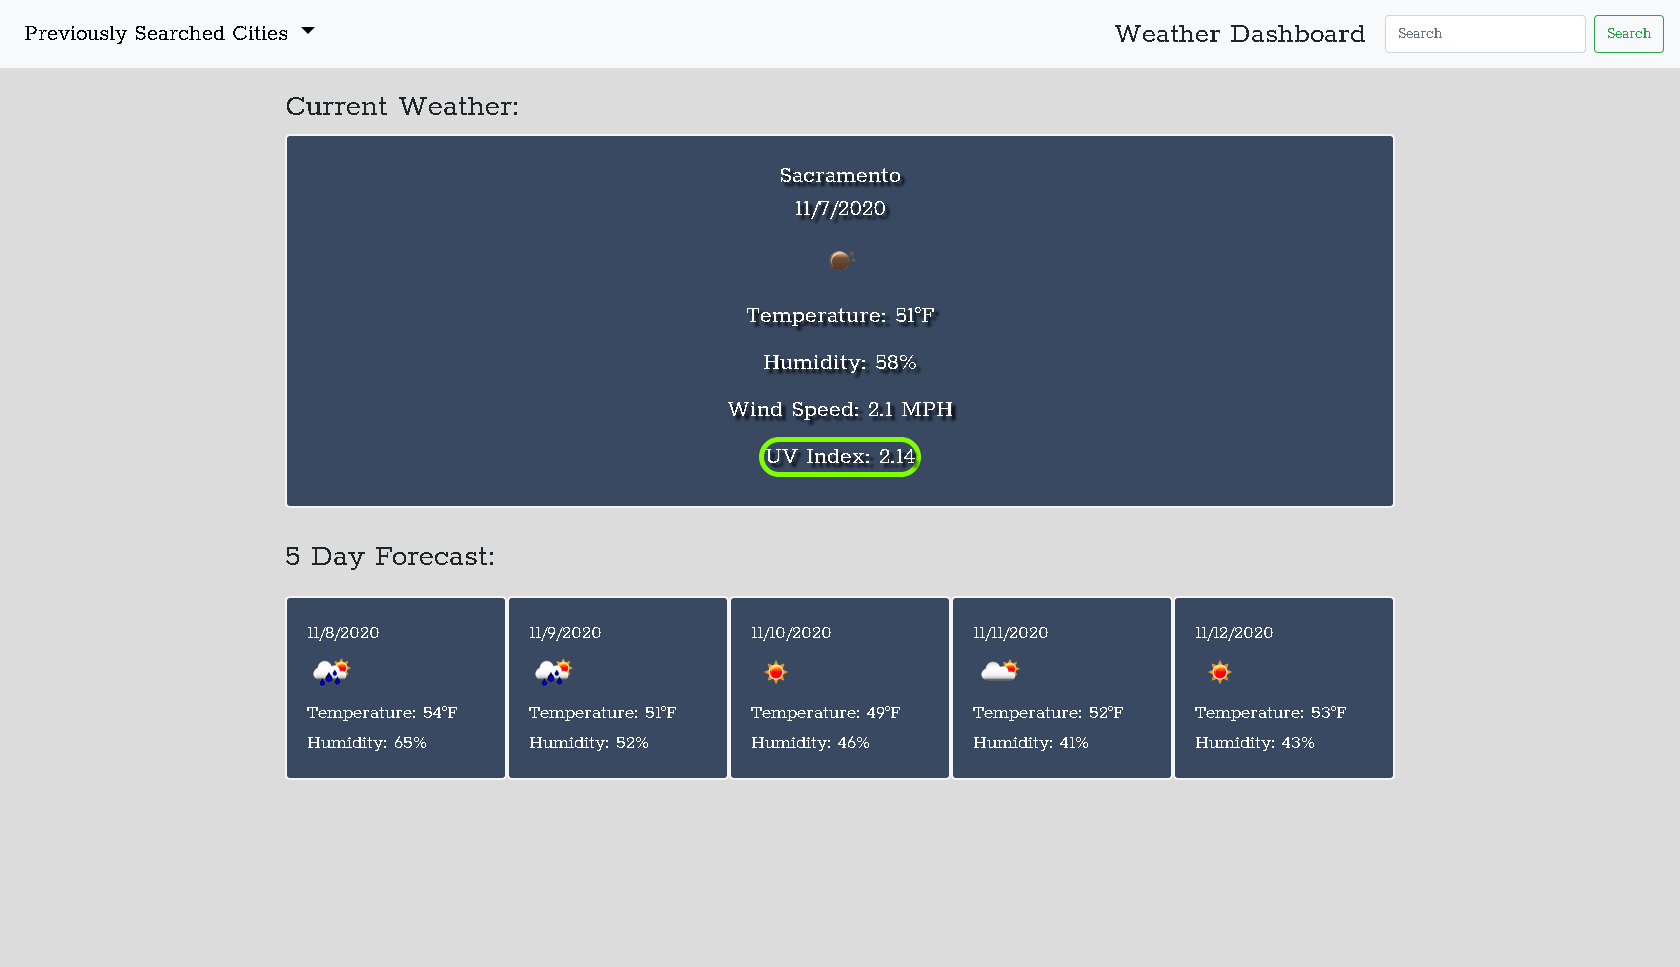 Previously Searched Cities
Weather Dashboard
Search
Search
Current Weather:
Sacramento
11/7/2020
Temperature: 51°F
Humidity: 58%
Wind Speed: 2.1 MPH
UV Index: 2.14
5 Day Forecast:
11/8/2020
Temperature: 54°F
Humidity: 65%
11/9/2020
Temperature: 51°F
Humidity: 52%
11/10/2020
Temperature: 49°F
Humidity: 46%
11/11/2020
Temperature: 52°F
Humidity: 41%
11/12/2020
Temperature: 53°F
Humidity: 43%